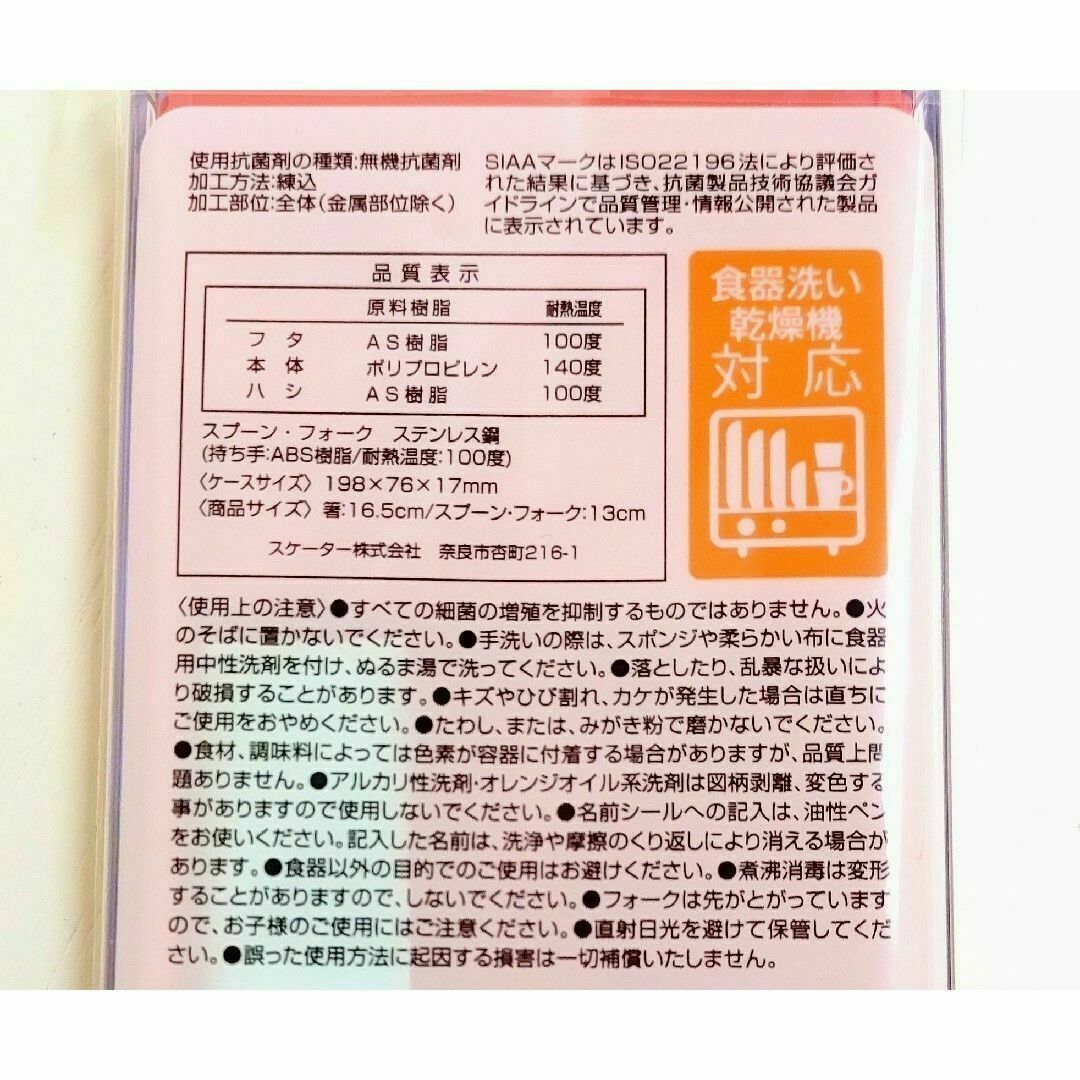 使用抗菌剤の種類:無機抗菌剤
加工方法:練込
加工部位:全体(金属部位除く)
SIAAマークはISO22196法により評価さ
れた結果に基づき、抗菌製品技術協議会ガ
イドラインで品質管理・情報公開された製品
に表示されています。
品質表示
原料樹脂 耐熱温度
フタ AS樹脂 100度
本体 ポリプロピレン 140度
ハシ AS樹脂 100度
スプーン・フォーク ステンレス鋼
(持ち手:ABS樹脂/耐熱温度:100度)
〈ケースサイズ〉198×76×17mm
〈商品サイズ〉箸:16.5cm/スプーン・フォーク:13cm
スケーター株式会社 奈良市杏町216-1
食器洗い
乾燥機
対応
〈使用上の注意〉●すべての細菌の増殖を抑制するものではありません。●火
のそばに置かないでください。●手洗いの際は、スポンジや柔らかい布に食器
用中性洗剤を付け、ぬるま湯で洗ってください。●落としたり、乱暴な扱いによ
り破損することがあります。●キズやひび割れ、カケが発生した場合は直ちに
ご使用をおやめください。●たわし、または、みがき粉で磨かないでください。
●食材、調味料によっては色素が容器に付着する場合がありますが、品質上問
題ありません。●アルカリ性洗剤・オレンジオイル系洗剤は図柄剥離、変色する
事がありますので使用しないでください。●名前シールへの記入は、油性ペン
をお使いください。記入した名前は、洗浄や摩擦のくり返しにより消える場合が
あります。●食器以外の目的でのご使用はお避けください。●煮沸消毒は変形
することがありますので、しないでください。●フォークは先がとがっています
ので、お子様のご使用にはご注意ください。●直射日光を避けて保管してくだ
さい。●誤った使用方法に起因する損害は一切補償いたしません。